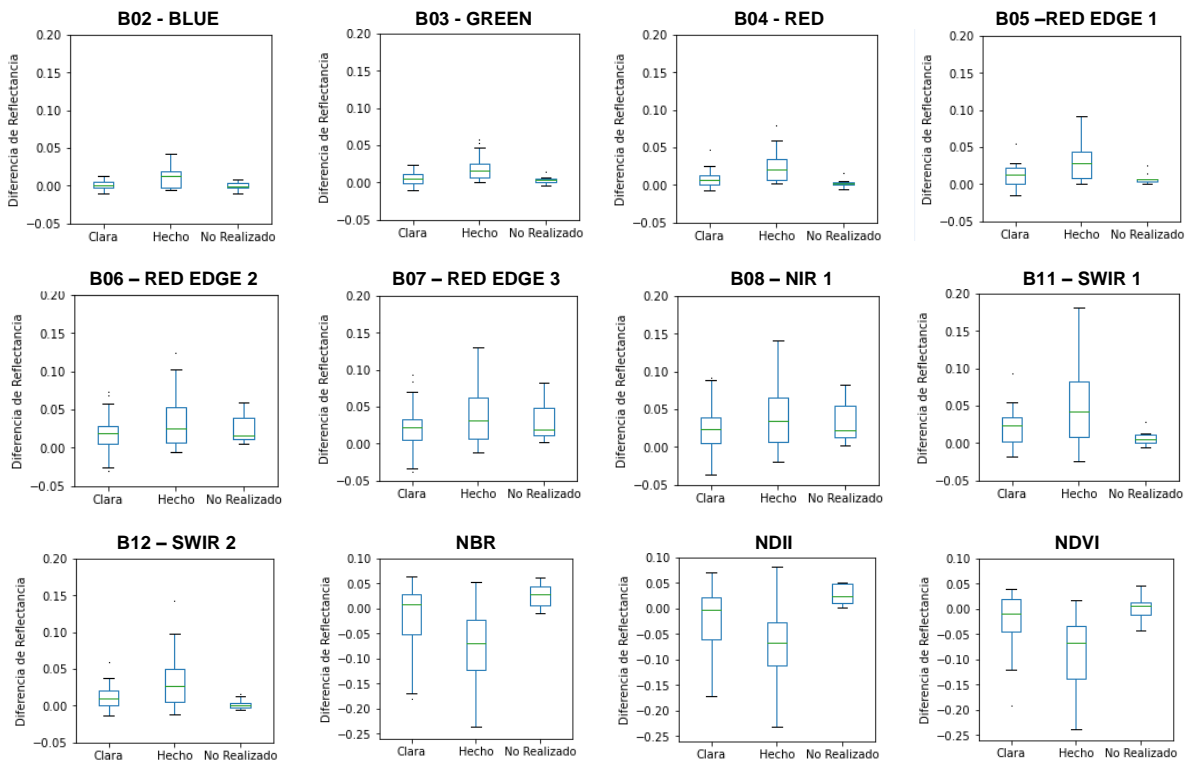 B02 - BLUE
Diferencia de Reflectancia
0.20
0.15
0.10
0.05
0.00
−0.05
Clara Hecho No Realizado
B03 - GREEN
Diferencia de Reflectancia
0.20
0.15
0.10
0.05
0.00
−0.05
Clara Hecho No Realizado
B04 - RED
Diferencia de Reflectancia
0.20
0.15
0.10
0.05
0.00
−0.05
Clara Hecho No Realizado
B05 –RED EDGE 1
Diferencia de Reflectancia
0.20
0.15
0.10
0.05
0.00
−0.05
Clara Hecho No Realizado
B06 – RED EDGE 2
Diferencia de Reflectancia
0.20
0.15
0.10
0.05
0.00
−0.05
Clara Hecho No Realizado
B07 – RED EDGE 3
Diferencia de Reflectancia
0.20
0.15
0.10
0.05
0.00
−0.05
Clara Hecho No Realizado
B08 – NIR 1
Diferencia de Reflectancia
0.20
0.15
0.10
0.05
0.00
−0.05
Clara Hecho No Realizado
B11 – SWIR 1
Diferencia de Reflectancia
0.20
0.15
0.10
0.05
0.00
−0.05
Clara Hecho No Realizado
B12 – SWIR 2
Diferencia de Reflectancia
0.20
0.15
0.10
0.05
0.00
−0.05
Clara Hecho No Realizado
NBR
Diferencia de Reflectancia
0.10
0.05
0.00
−0.05
−0.10
−0.15
−0.20
−0.25
Clara Hecho No Realizado
NDII
Diferencia de Reflectancia
0.10
0.05
0.00
−0.05
−0.10
−0.15
−0.20
−0.25
Clara Hecho No Realizado
NDVI
Diferencia de Reflectancia
0.10
0.05
0.00
−0.05
−0.10
−0.15
−0.20
−0.25
Clara Hecho No Realizado